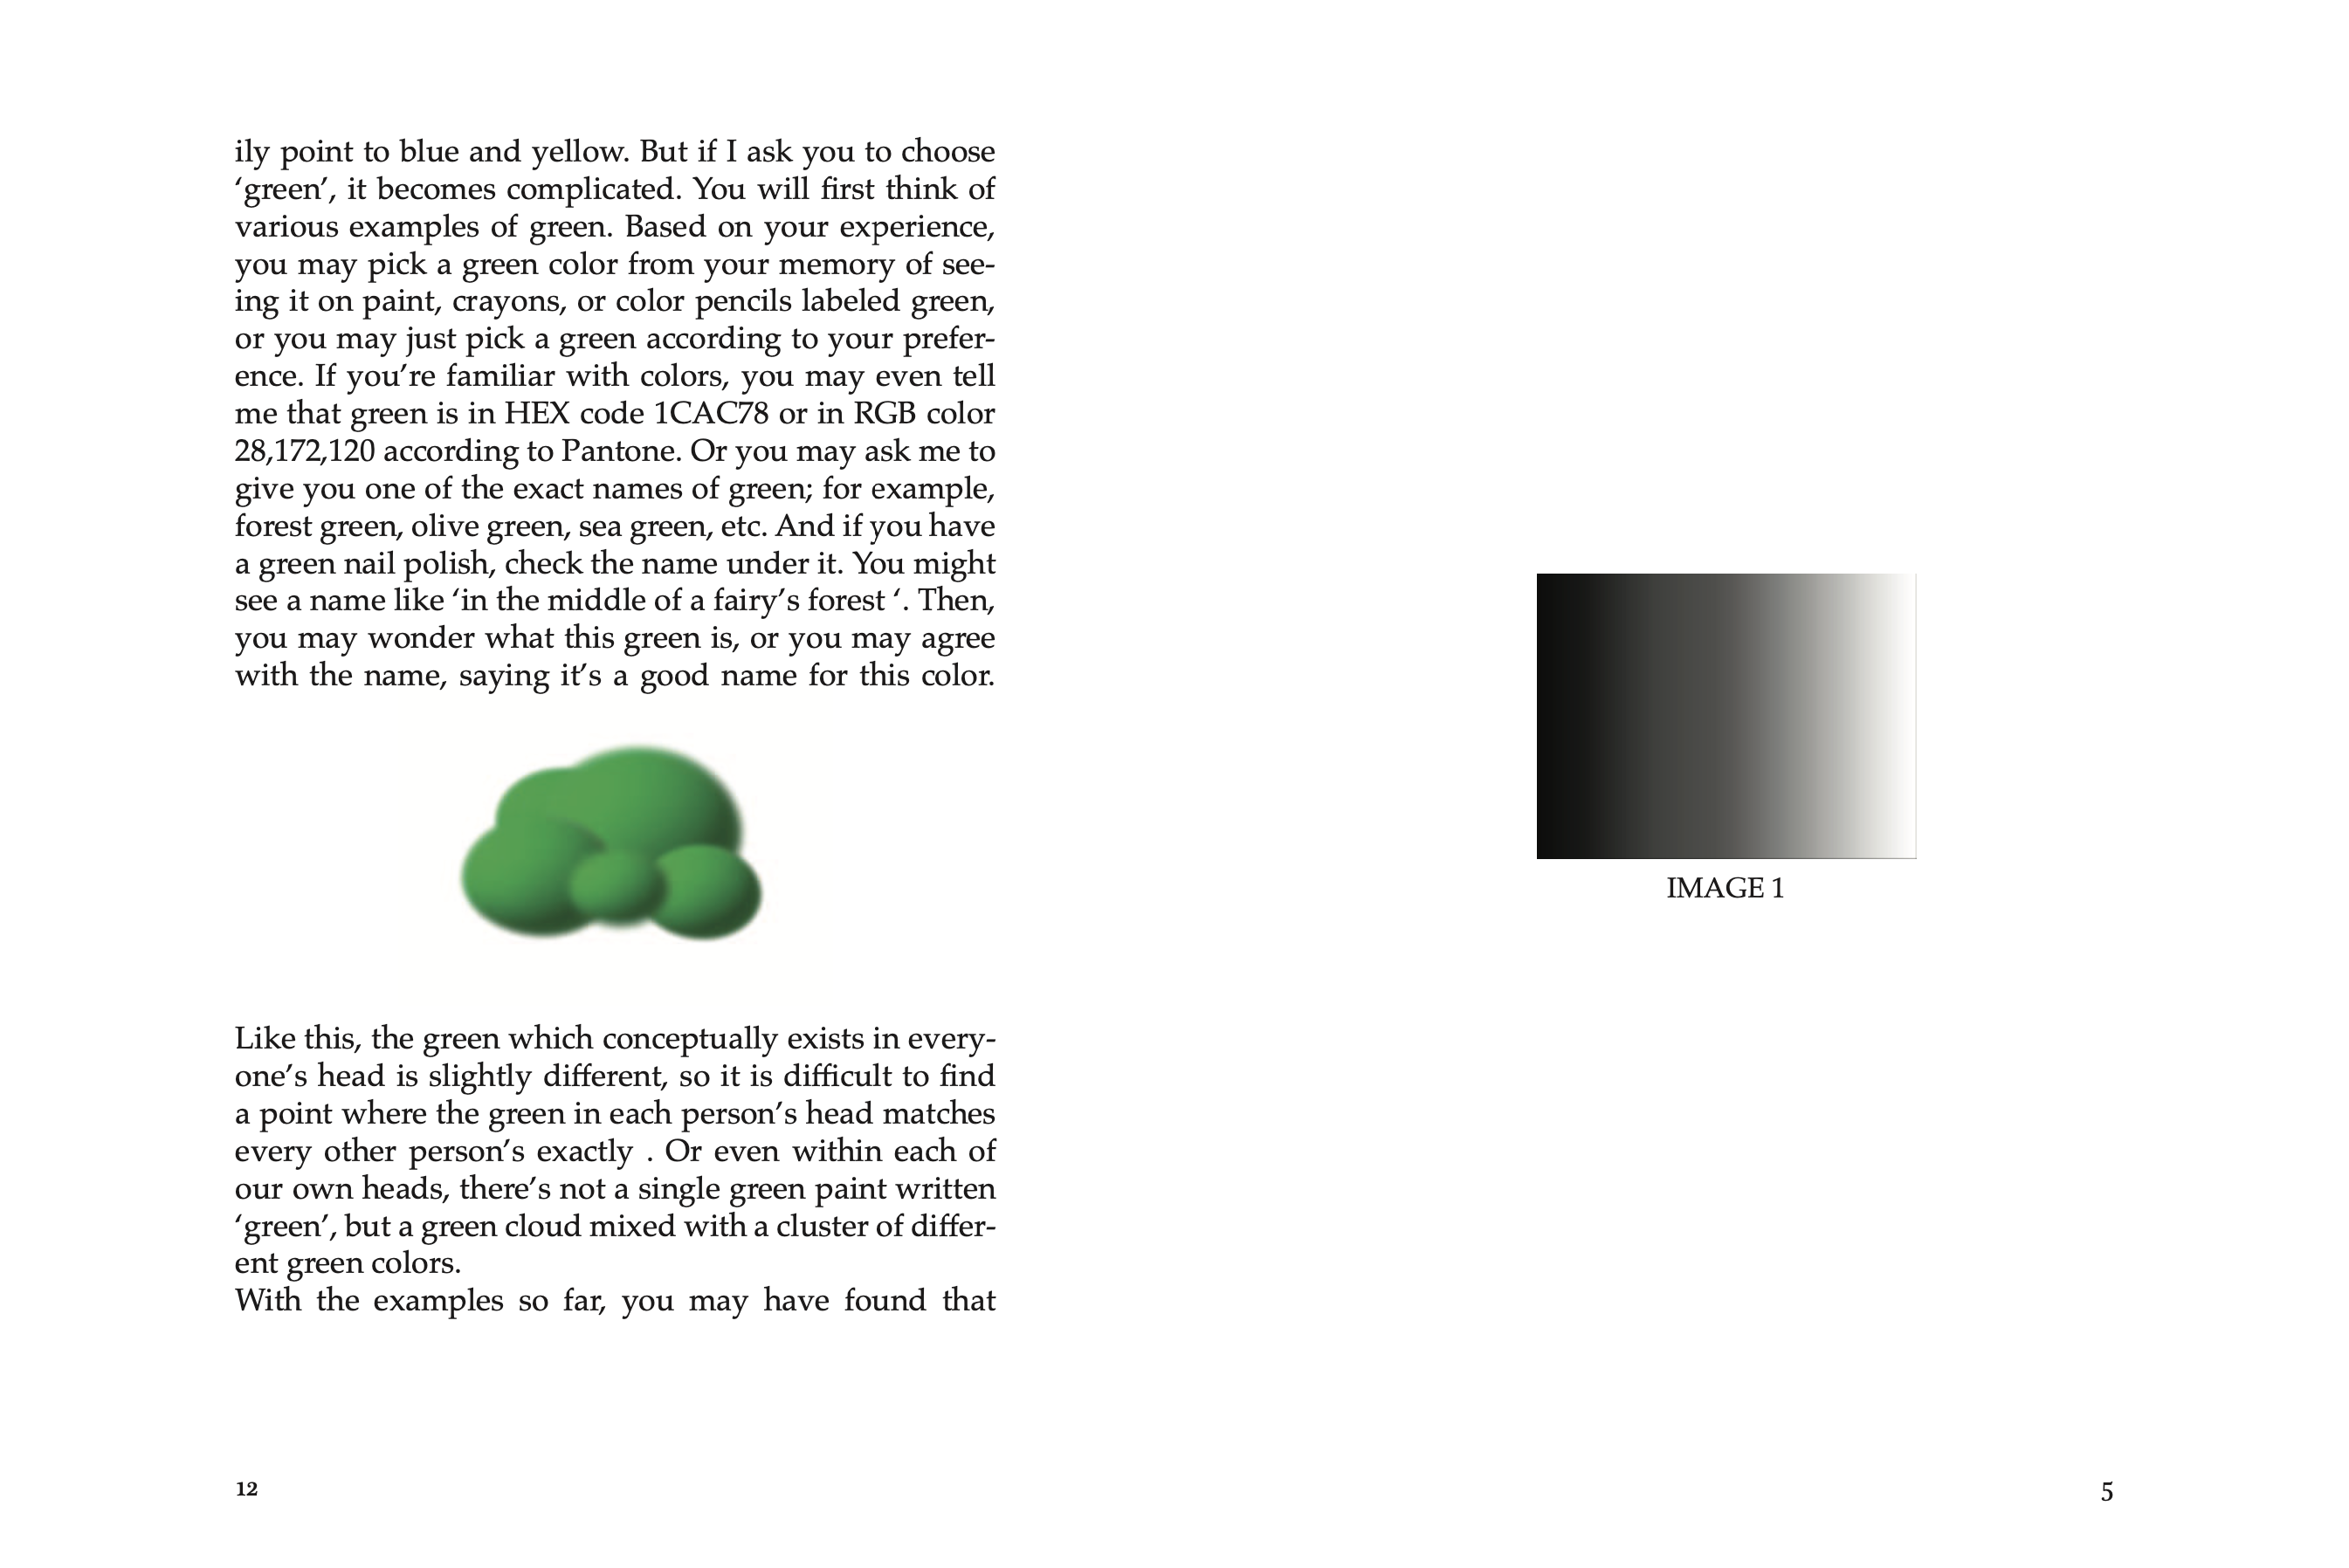 ily point to blue and yellow. But if I ask you to choose
‘green’, it becomes complicated. You will first think of
various examples of green. Based on your experience,
you may pick a green color from your memory of see-
ing it on paint, crayons, or color pencils labeled green,
or you may just pick a green according to your prefer-
ence. If you’re familiar with colors, you may even tell
me that green is in HEX code 1CAC78 or in RGB color
28,172,120 according to Pantone. Or you may ask me to
give you one of the exact names of green; for example,
forest green, olive green, sea green, etc. And if you have
a green nail polish, check the name under it. You might
see a name like ‘in the middle of a fairy’s forest ‘. Then,
you may wonder what this green is, or you may agree
with the name, saying it’s a good name for this color.
Like this, the green which conceptually exists in every-
one’s head is slightly different, so it is difficult to find
a point where the green in each person’s head matches
every other person’s exactly . Or even within each of
our own heads, there’s not a single green paint written
‘green’, but a green cloud mixed with a cluster of differ-
ent green colors.
With the examples so far, you may have found that
12
IMAGE 1
5